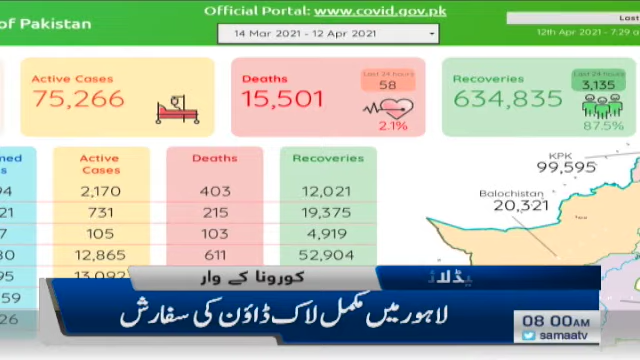 of Pakistan
Official Portal: www.covid.gov.pk
14 Mar 2021 - 12 Apr 2021
Last
12th Apr 2021 - 7:29 a
Active Cases
75,266
Deaths
15,501
Last 24 hours
58
2.1%
Recoveries
634,835
Last 24 hours
3,135
87.5%
Active Cases
Deaths
Recoveries
2,170 403 12,021
731 215 19,375
105 103 4,919
12,865 611 52,904
13,092
KPK
99,595
Balochistan
20,321
کورونا کے وار
لاہور میں مکمل لاک ڈاؤن کی سفارش
08:00AM
samaatv